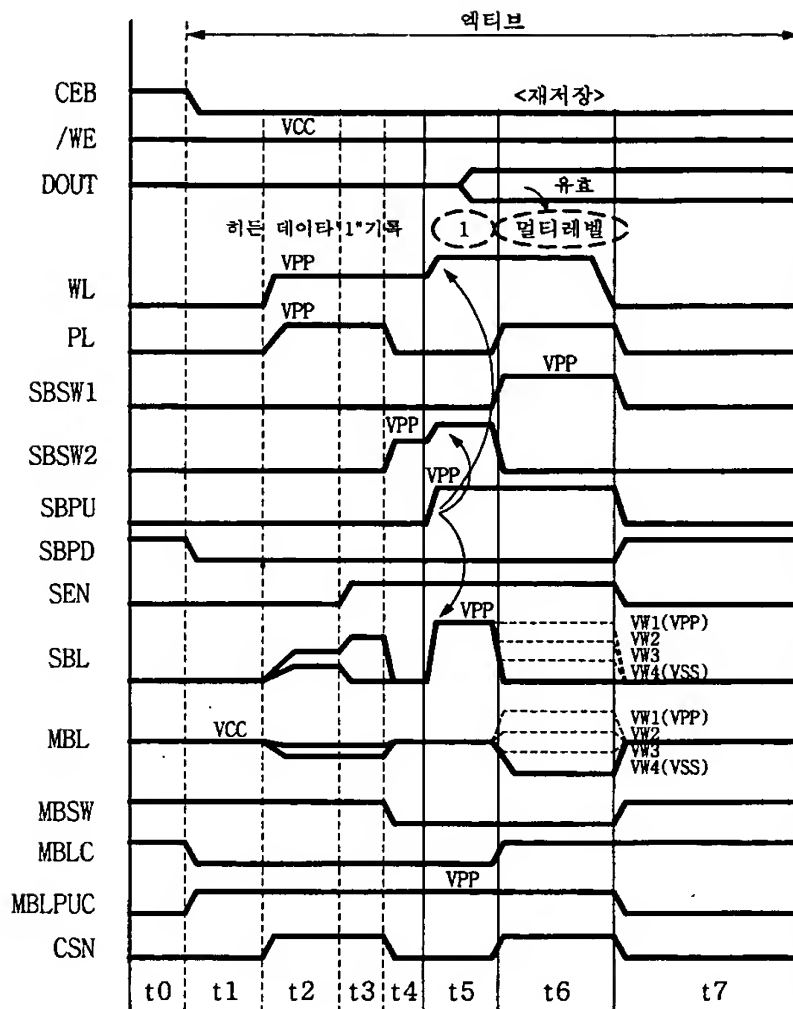 액티브
CEB
<재저장>
/WE
VCC
DOUT
유효
히든 데이타"1"기록
1
멀티레벨
WL
VPP
PL
VPP
SBSW1
VPP
SBSW2
VPP
SBPU
VPP
SBPD
SEN
SBL
VPP
VW1(VPP)
VW2
VW3
VW4(VSS)
MBL
VCC
VW1(VPP)
VW2
VW3
VW4(VSS)
MBSW
MBLC
MBLPUC
VPP
CSN
t0 t1 t2 t3 t4 t5 t6 t7